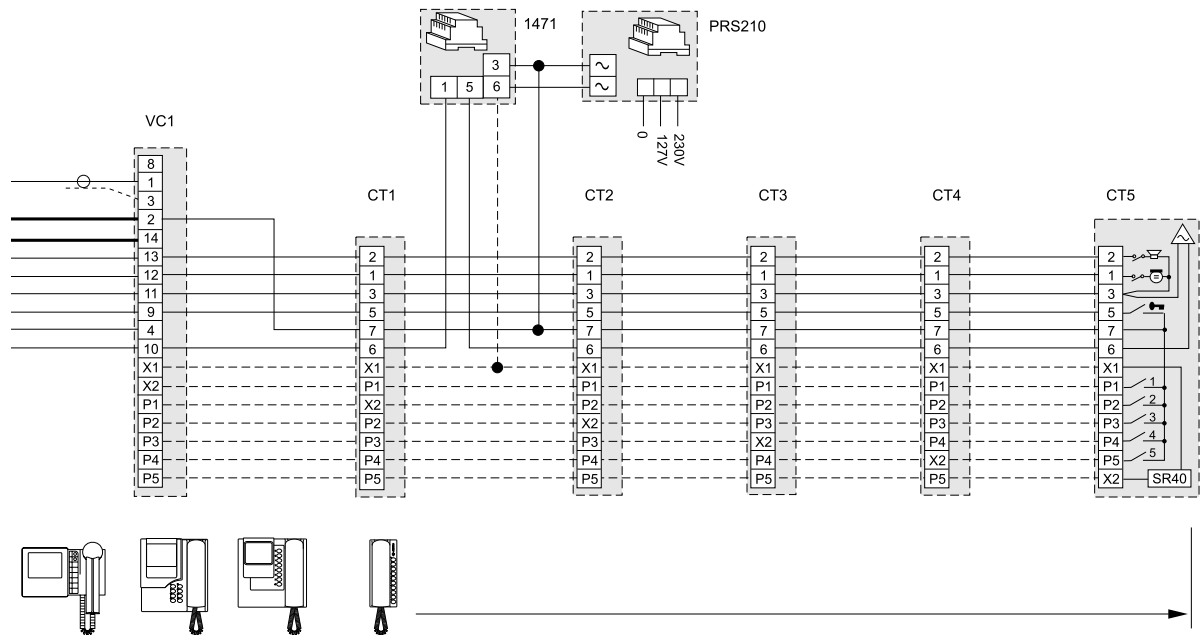 1471
PRS210
3
1 5 6
~
~
0
127V
230V
VC1
8
1
3
2
14
13
12
11
9
4
10
X1
X2
P1
P2
P3
P4
P5
CT1
2
1
3
5
7
6
X1
P1
X2
P2
P3
P4
P5
CT2
2
1
3
5
7
6
X1
P1
P2
X2
P3
P4
P5
CT3
2
1
3
5
7
6
X1
P1
P2
P3
X2
P4
P5
CT4
2
1
3
5
7
6
X1
P1
P2
P3
P4
X2
P5
CT5
2
1
3
5
7
6
X1
P1 1
P2 2
P3 3
P4 4
P5 5
X2 SR40